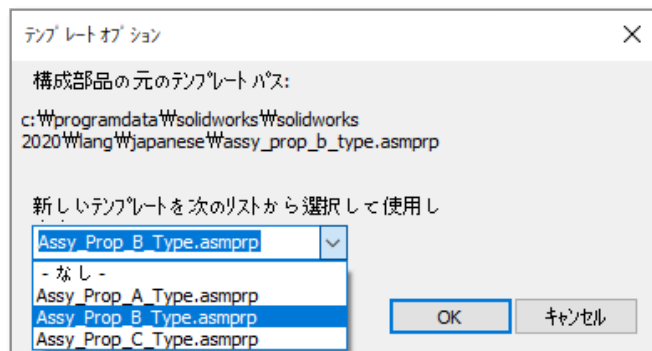 テンプレートオプション
構成部品の元のテンプレートパス:
c:₩programdata₩solidworks₩solidworks
2020₩lang₩japanese₩assy_prop_b_type.asmprp
新しいテンプレートを次のリストから選択して使用し
Assy_Prop_B_Type.asmprp
- なし -
Assy_Prop_A_Type.asmprp
Assy_Prop_B_Type.asmprp
Assy_Prop_C_Type.asmprp
OK キャンセル